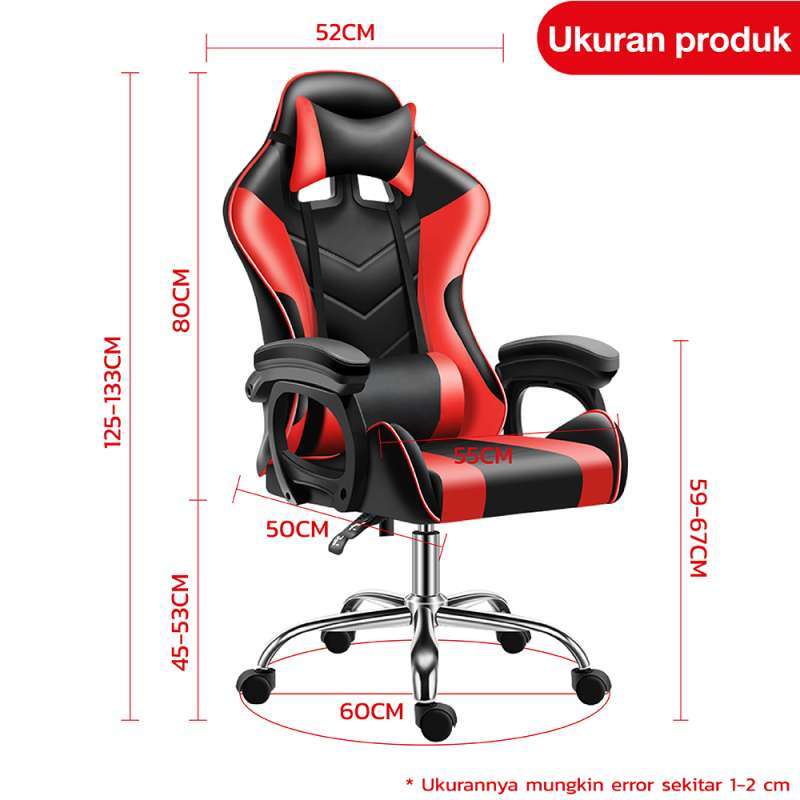 52CM
Ukuran produk
80CM
125-133CM
55CM
50CM
59-67CM
45-53CM
60CM
* Ukurannya mungkin error sekitar 1-2 cm